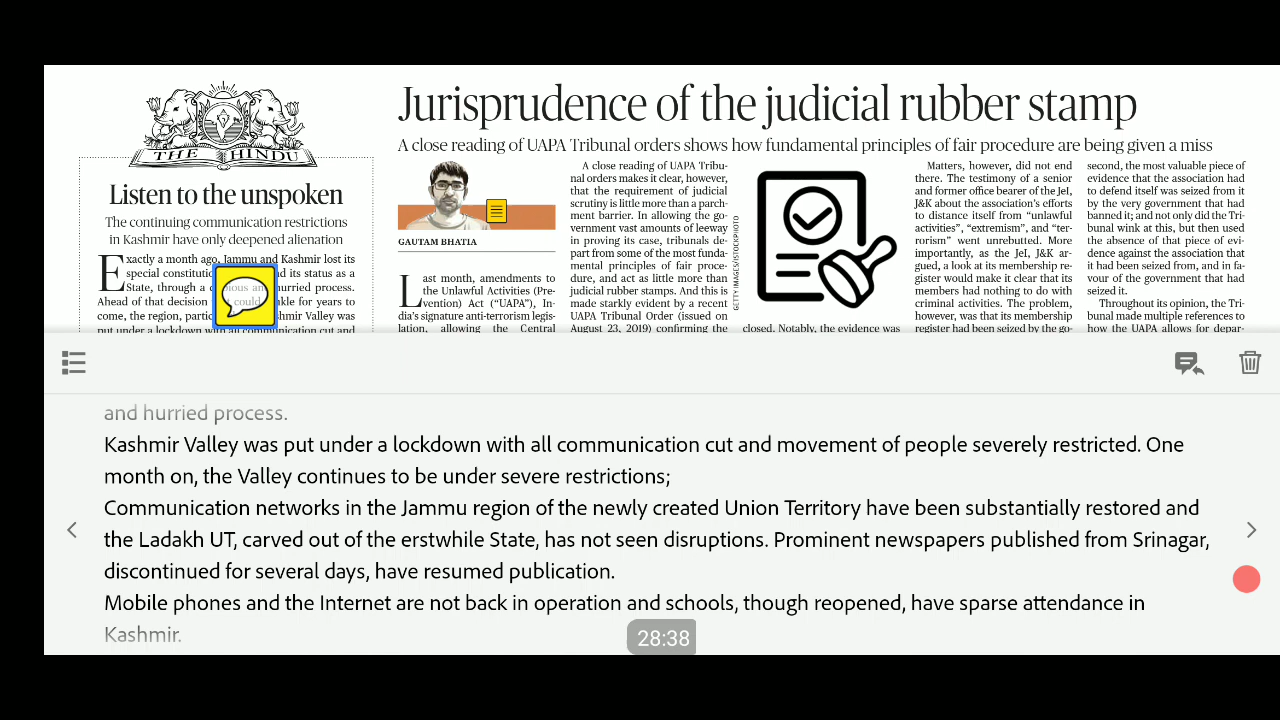 THE HINDU
Listen to the unspoken
The continuing communication restrictions
in Kashmir have only deepened alienation
Exactly a month ago, Jammu and Kashmir lost its
special nd its status as a
State, through a hurried process.
Ahead of that decision could kle for years to
come, the region, hmir Valley was
put under a lockdown with all communication cut and
Jurisprudence of the judicial rubber stamp
A close reading of UAPA Tribunal orders shows how fundamental principles of fair procedure are being given a miss
GAUTAM BHATIA
Last month, amendments to
the Unlawful Activities (Pre-
vention) Act (“UAPA”), In-
dia’s signature anti-terrorism legis-
lation, allowing the Central
A close reading of UAPA Tribu-
nal orders makes it clear, however,
that the requirement of judicial
scrutiny is little more than a parch-
ment barrier. In allowing the go-
vernment vast amounts of leeway
in proving its case, tribunals de-
part from some of the most funda-
mental principles of fair proce-
dure, and act as little more than
judicial rubber stamps. And this is
made starkly evident by a recent
UAPA Tribunal Order (issued on
August 23, 2019) confirming the
GETTY IMAGES/ISTOCKPHOTO
closed. Notably, the evidence was
Matters, however, did not end
there. The testimony of a senior
and former office bearer of the JeI,
J&K about the association’s efforts
to distance itself from “unlawful
activities”, “extremism”, and “ter-
rorism” went unrebutted. More
importantly, as the JeI, J&K ar-
gued, a look at its membership re-
gister would make it clear that its
members had nothing to do with
criminal activities. The problem,
however, was that its membership
register had been seized by the go-
second, the most valuable piece of
evidence that the association had
to defend itself was seized from it
by the very government that had
banned it; and not only did the Tri-
bunal wink at this, but then used
the absence of that piece of evi-
dence against the association that
it had been seized from, and in fa-
vour of the government that had
seized it.
Throughout its opinion, the Tri-
bunal made multiple references to
how the UAPA allows for depar-
and hurried process.
Kashmir Valley was put under a lockdown with all communication cut and movement of people severely restricted. One
month on, the Valley continues to be under severe restrictions;
Communication networks in the Jammu region of the newly created Union Territory have been substantially restored and
the Ladakh UT, carved out of the erstwhile State, has not seen disruptions. Prominent newspapers published from Srinagar,
discontinued for several days, have resumed publication.
Mobile phones and the Internet are not back in operation and schools, though reopened, have sparse attendance in
Kashmir.
28:38